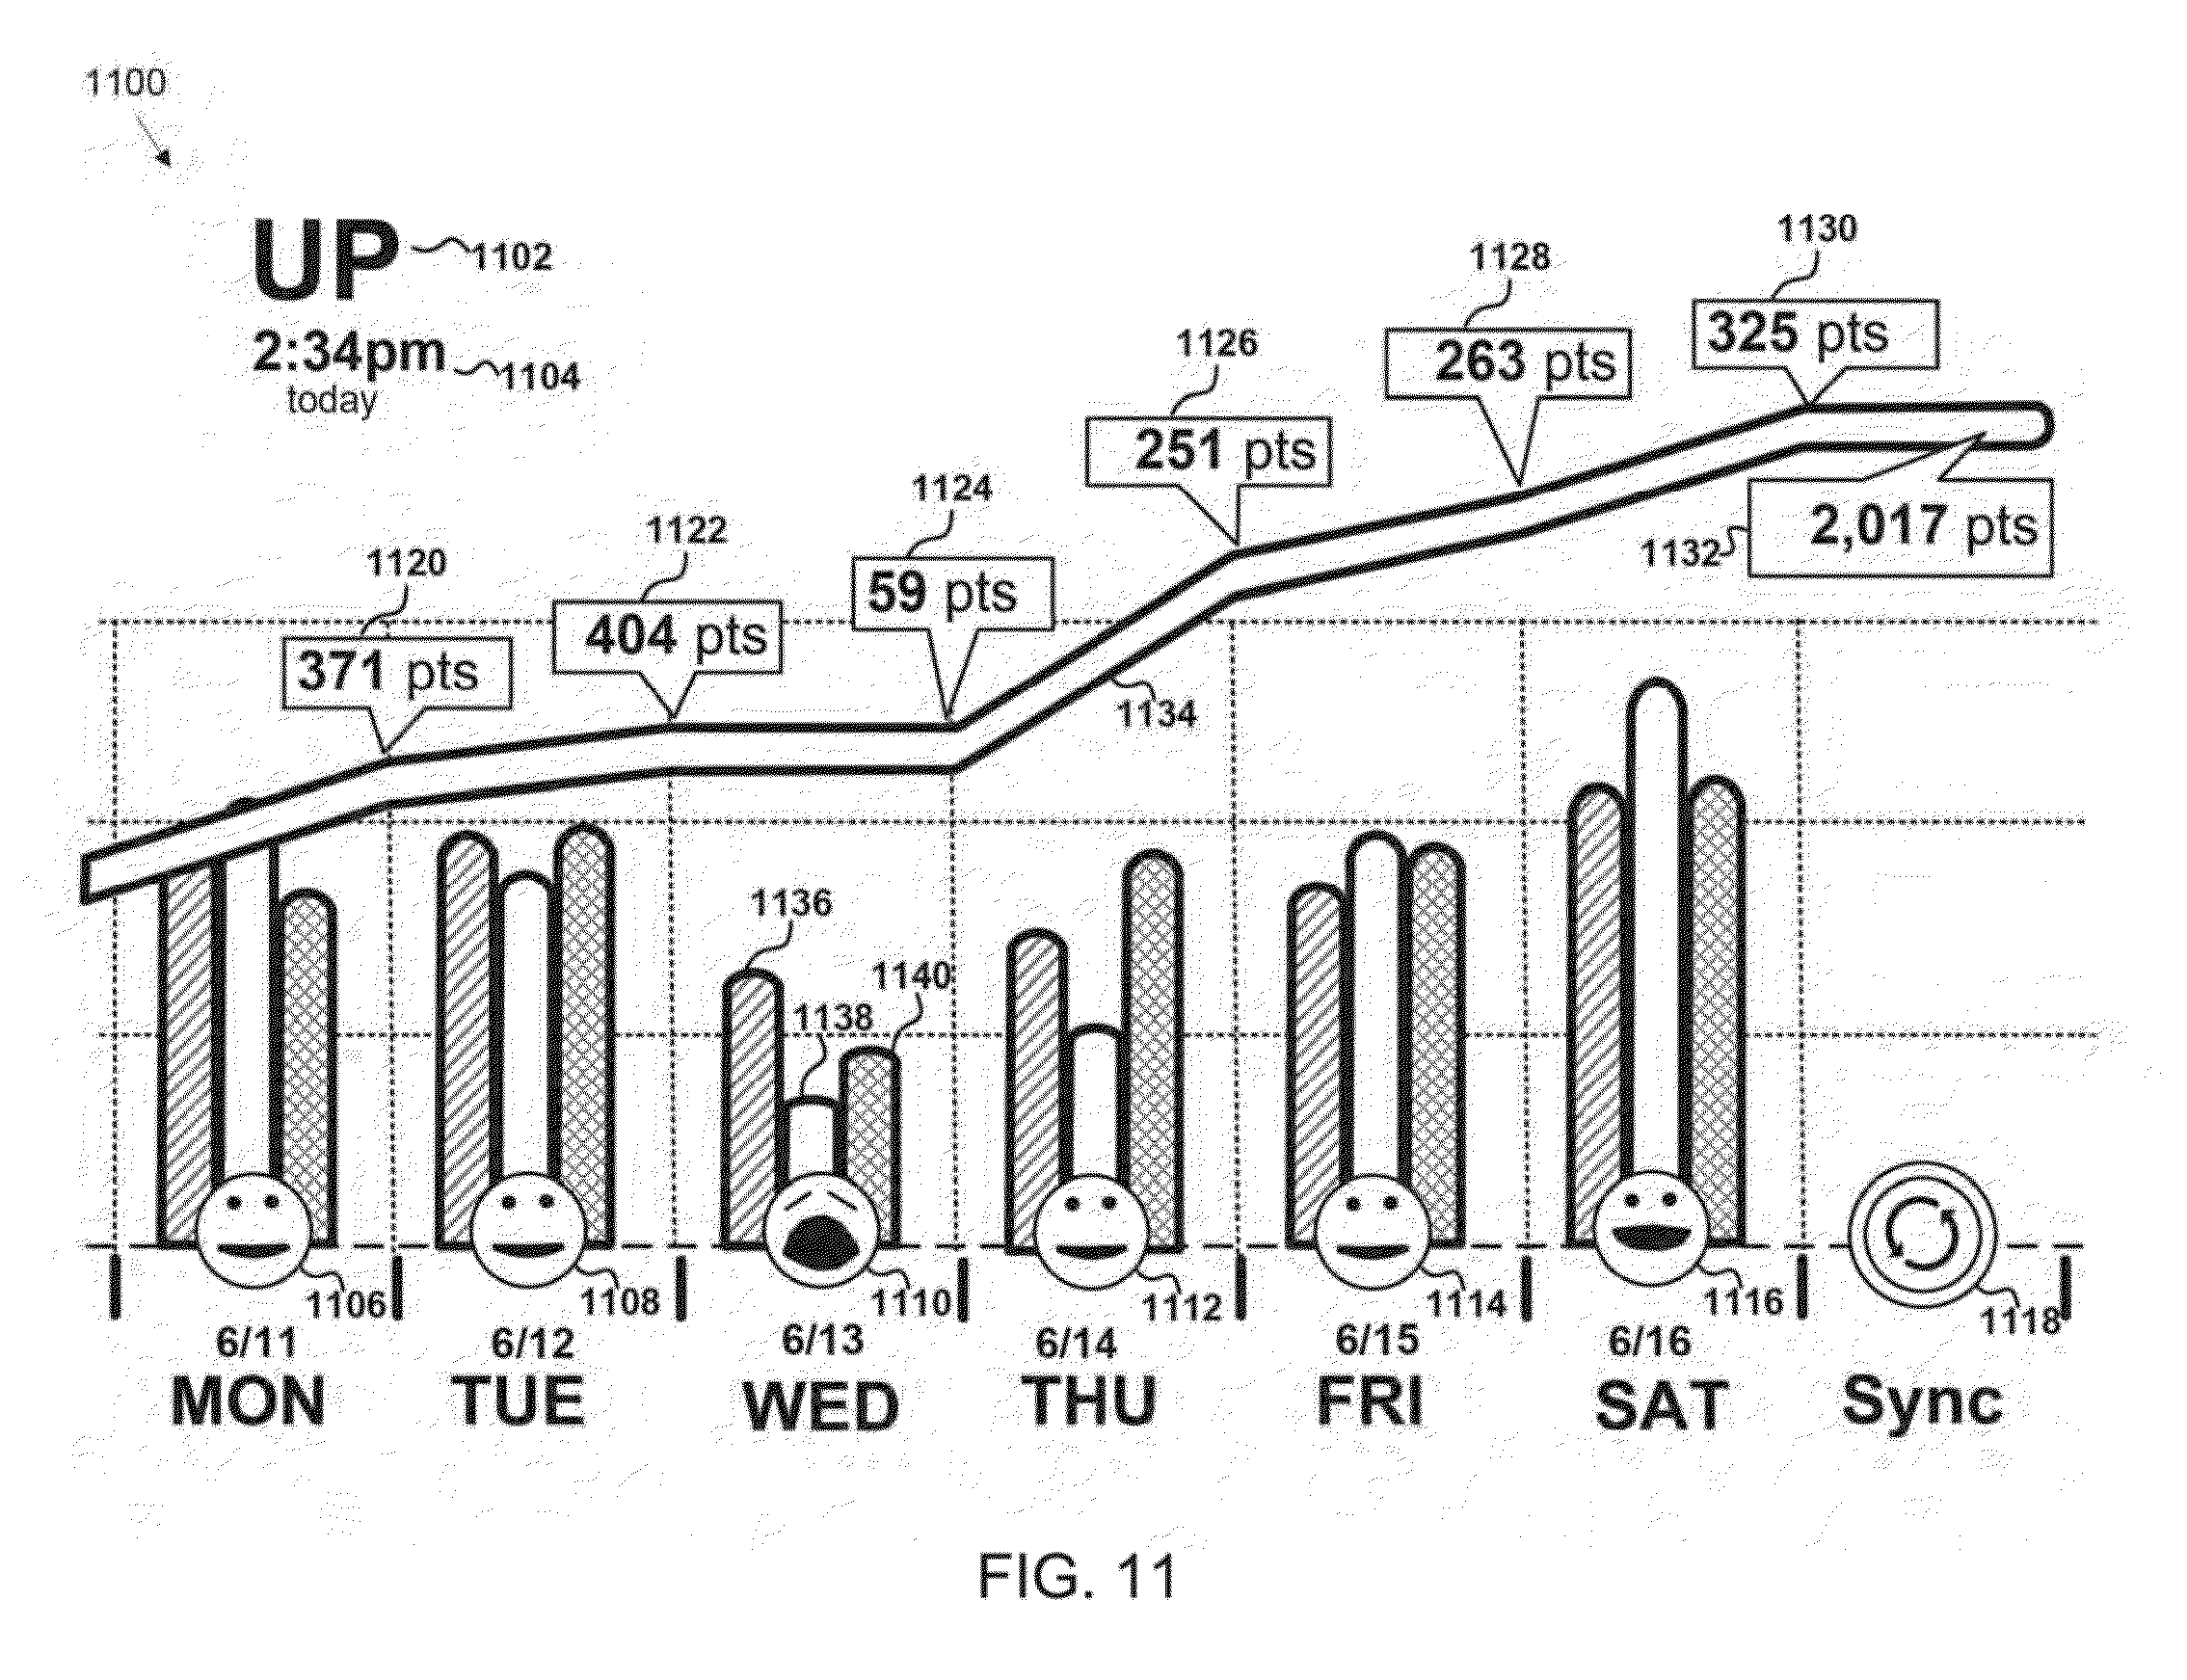 1100
UP 1102
2:34pm 1104
today
1130
325 pts
1128
263 pts
1126
251 pts
2,017 pts
1132
1124
59 pts
1122
404 pts
1120
371 pts
1134
1136
1138
1140
1106
1108
1110
1112
1114
1116
1118
6/11 6/12 6/13 6/14 6/15 6/16
MON TUE WED THU FRI SAT Sync
FIG. 11